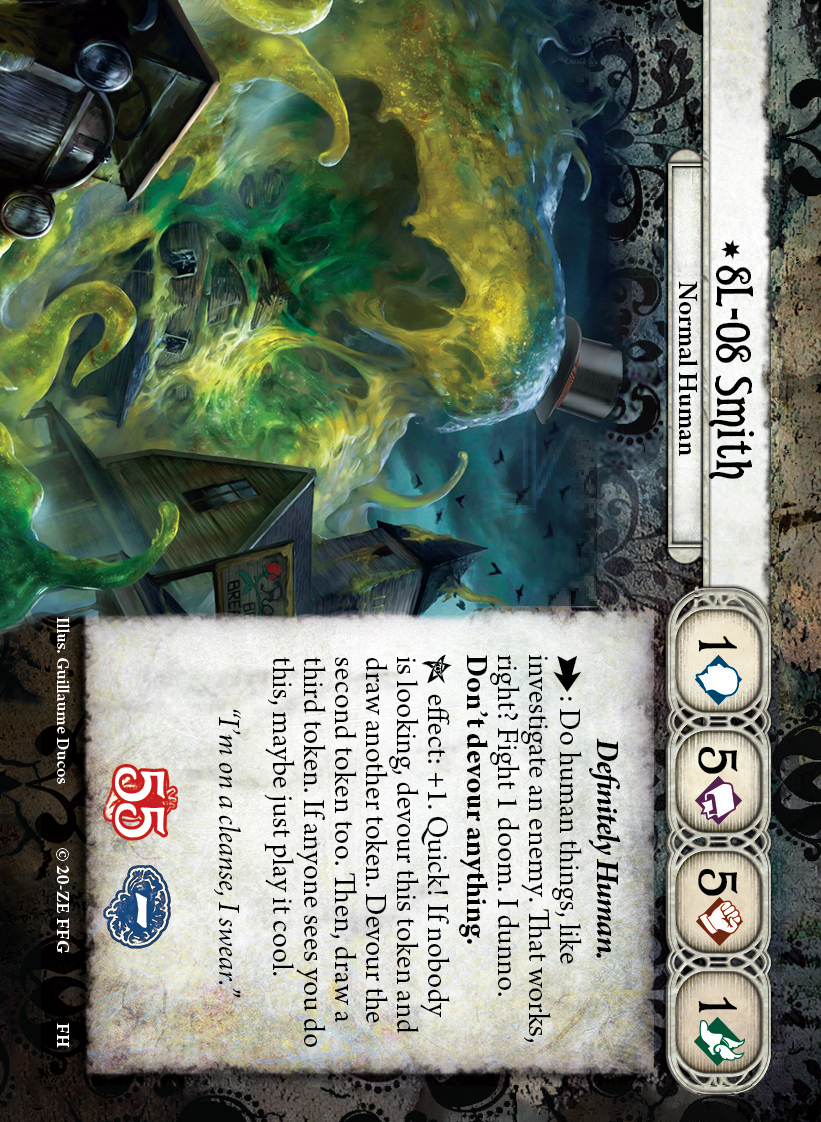 8L-08 Smith
Normal Human
1 5 5 1
Definitely Human.
: Do human things, like
investigate an enemy. That works,
right? Fight 1 doom. I dunno.
Don't devour anything.
effect: +1. Quick! If nobody
is looking, devour this token and
draw another token. Devour the
second token too. Then, draw a
third token. If anyone sees you do
this, maybe just play it cool.
"I'm on a cleanse, I swear."
55 –
Illus. Guillaume Ducos © 20-ZE FFG FH